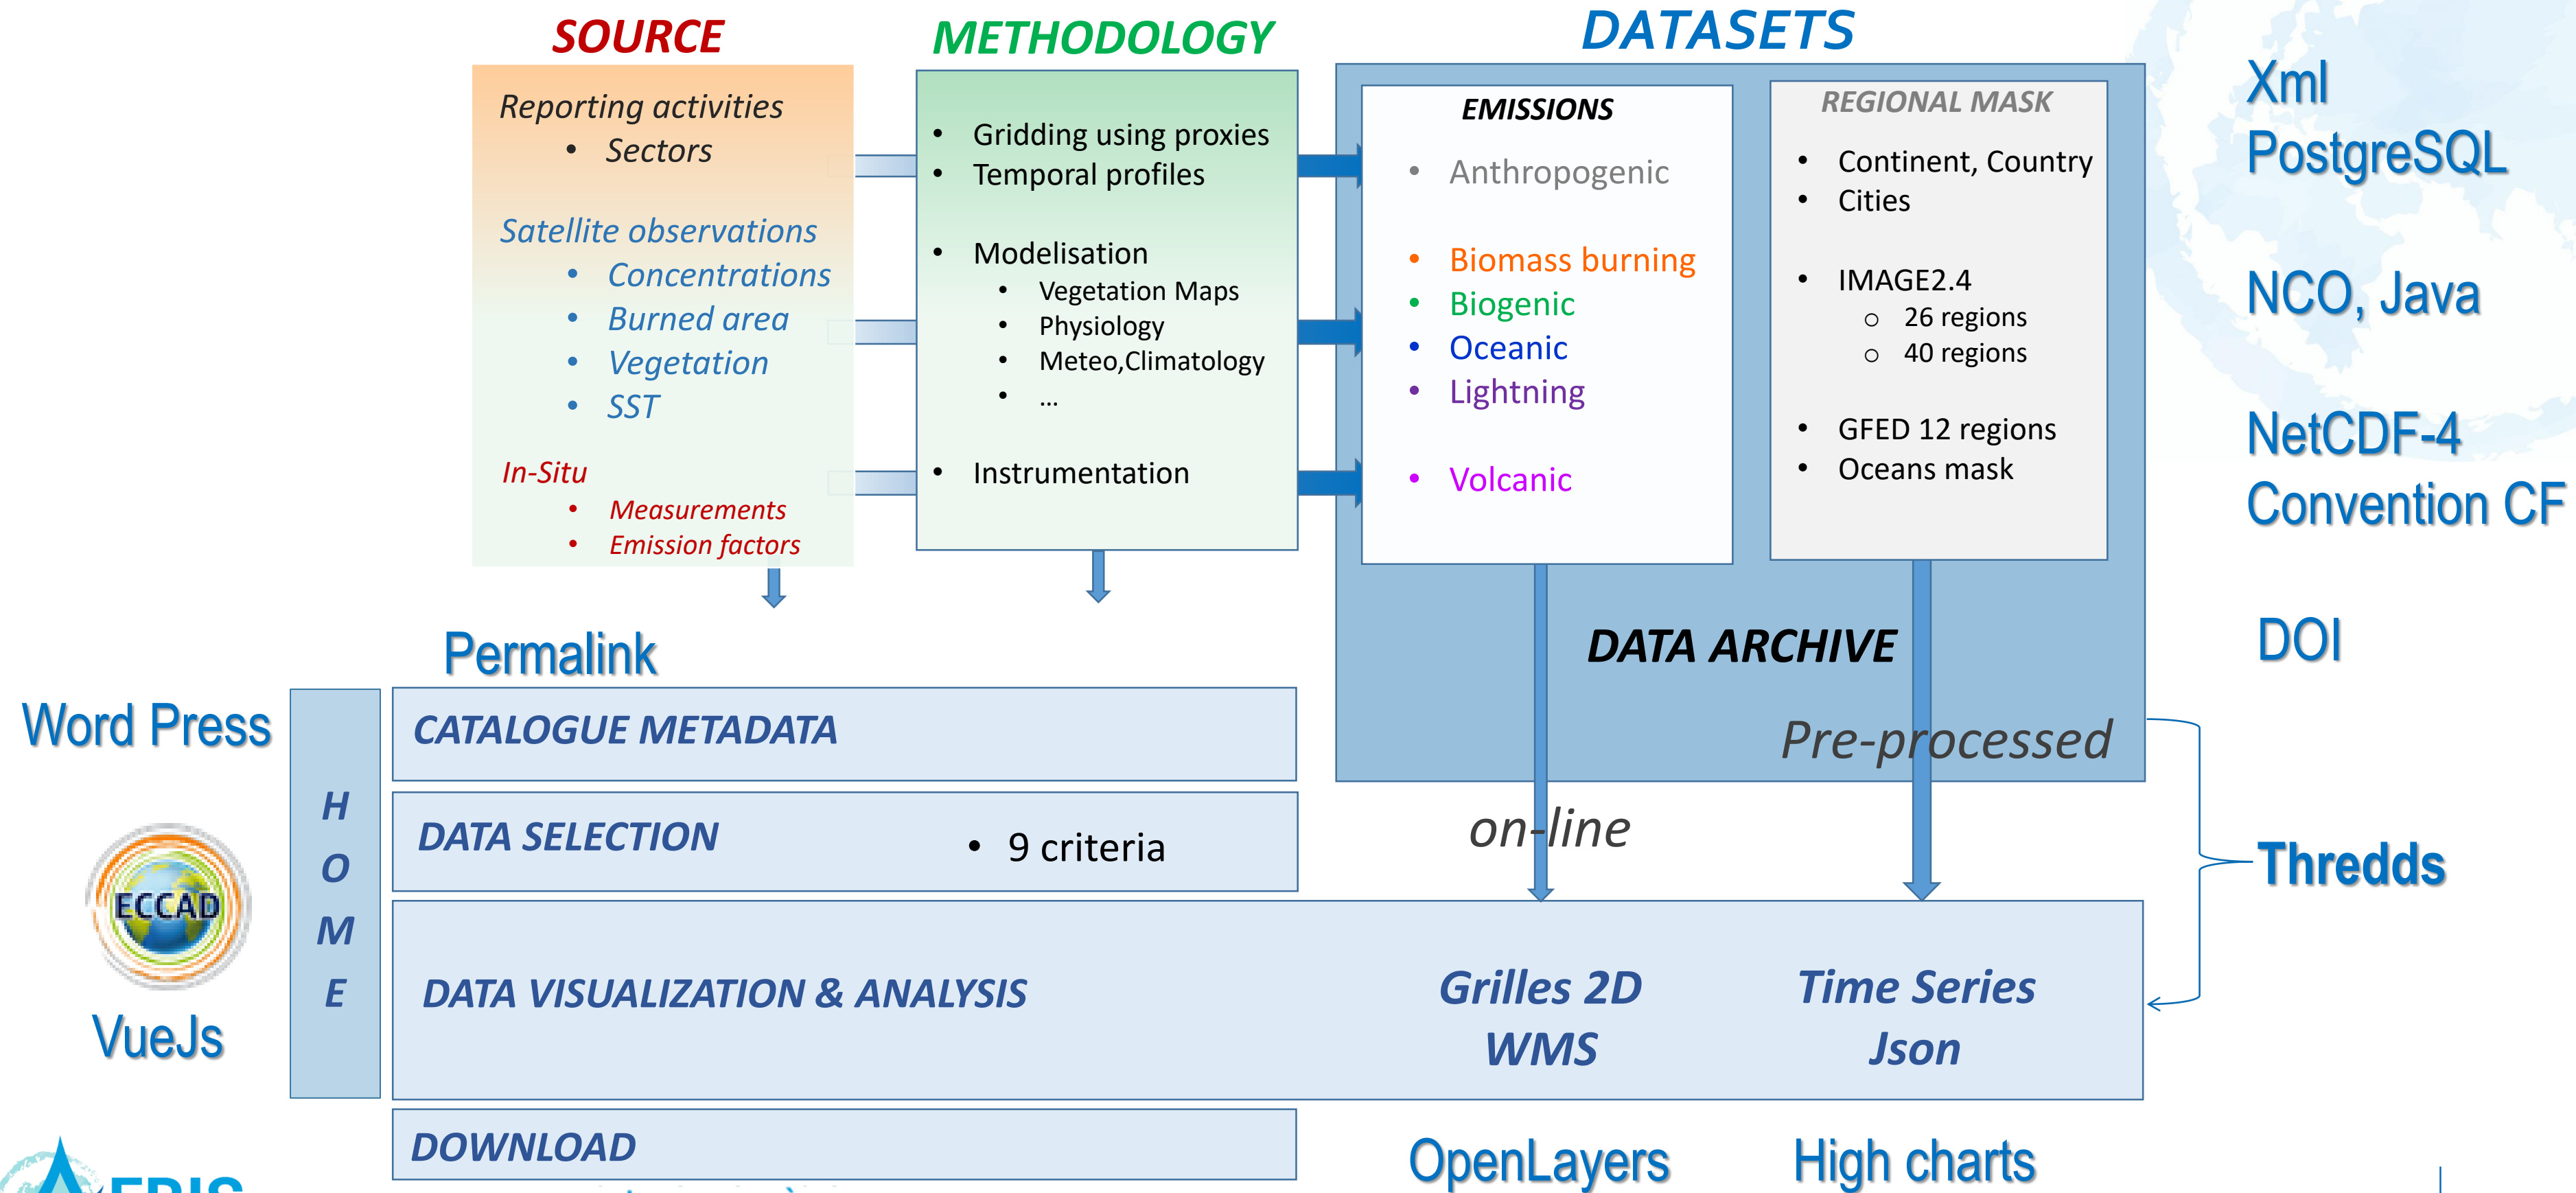 SOURCE
Reporting activities
• Sectors
Satellite observations
• Concentrations
• Burned area
• Vegetation
• SST
In-Situ
• Measurements
• Emission factors
METHODOLOGY
• Gridding using proxies
• Temporal profiles
• Modelisation
• Vegetation Maps
• Physiology
• Meteo,Climatology
• …
• Instrumentation
DATASETS
EMISSIONS
• Anthropogenic
• Biomass burning
• Biogenic
• Oceanic
• Lightning
• Volcanic
REGIONAL MASK
• Continent, Country
• Cities
• IMAGE2.4
o 26 regions
o 40 regions
• GFED 12 regions
• Oceans mask
DATA ARCHIVE
Pre-processed
on-line
Xml
PostgreSQL
NCO, Java
NetCDF-4
Convention CF
DOI
Thredds
Permalink
Word Press
ECCAD
VueJs
HOME
CATALOGUE METADATA
DATA SELECTION
• 9 criteria
DATA VISUALIZATION & ANALYSIS
Grilles 2D
WMS
Time Series
Json
DOWNLOAD
OpenLayers
High charts